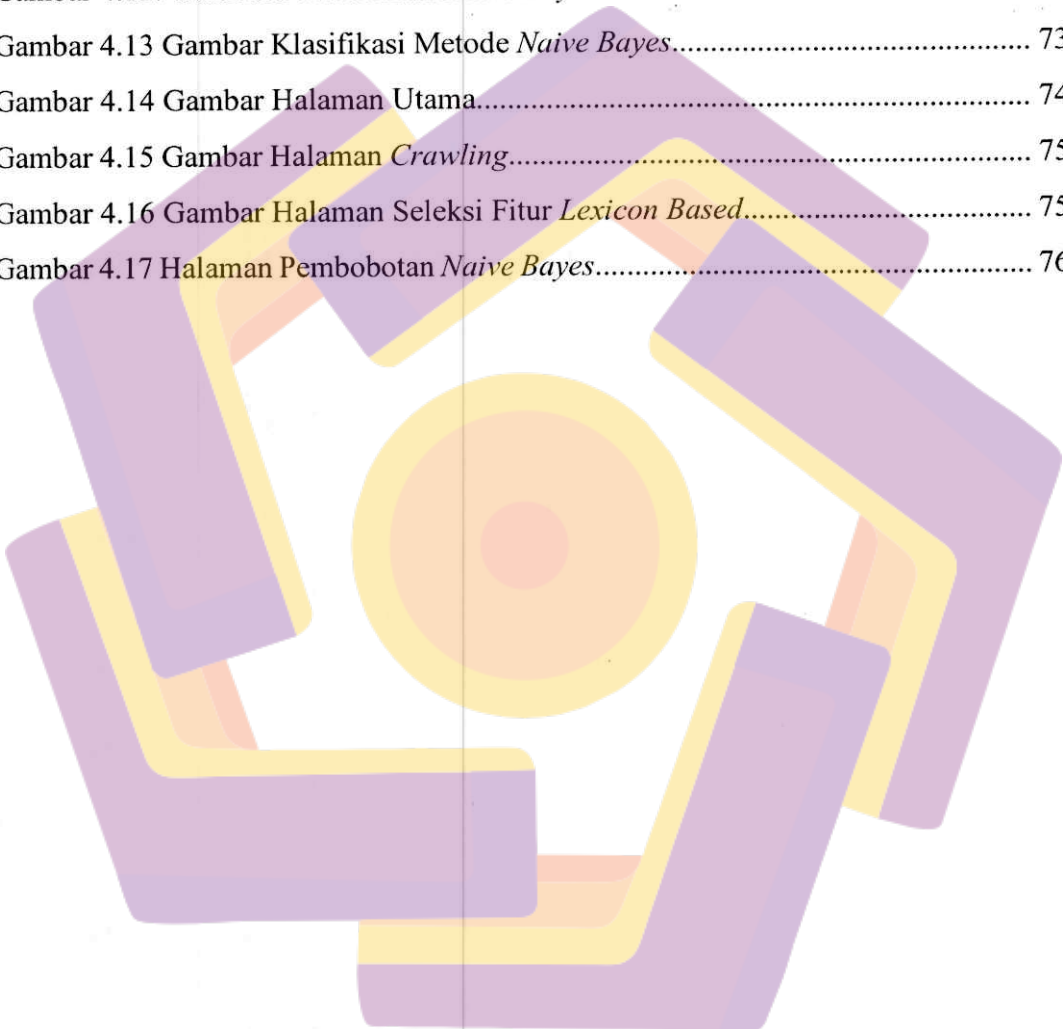 Gambar 4.13 Gambar Klasifikasi Metode Naive Bayes.................................................. 73
Gambar 4.14 Gambar Halaman Utama............................................................................. 74
Gambar 4.15 Gambar Halaman Crawling......................................................................... 75
Gambar 4.16 Gambar Halaman Seleksi Fitur Lexicon Based......................................... 75
Gambar 4.17 Halaman Pembobotan Naive Bayes............................................................. 76